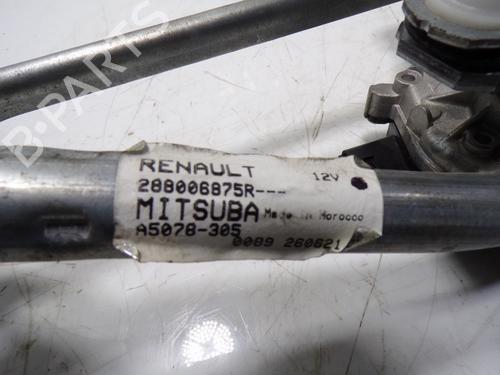 B-PARTS
RENAULT 12V
288006875R---
MITSUBA Made in Morocco
A5078-305
0089 260621